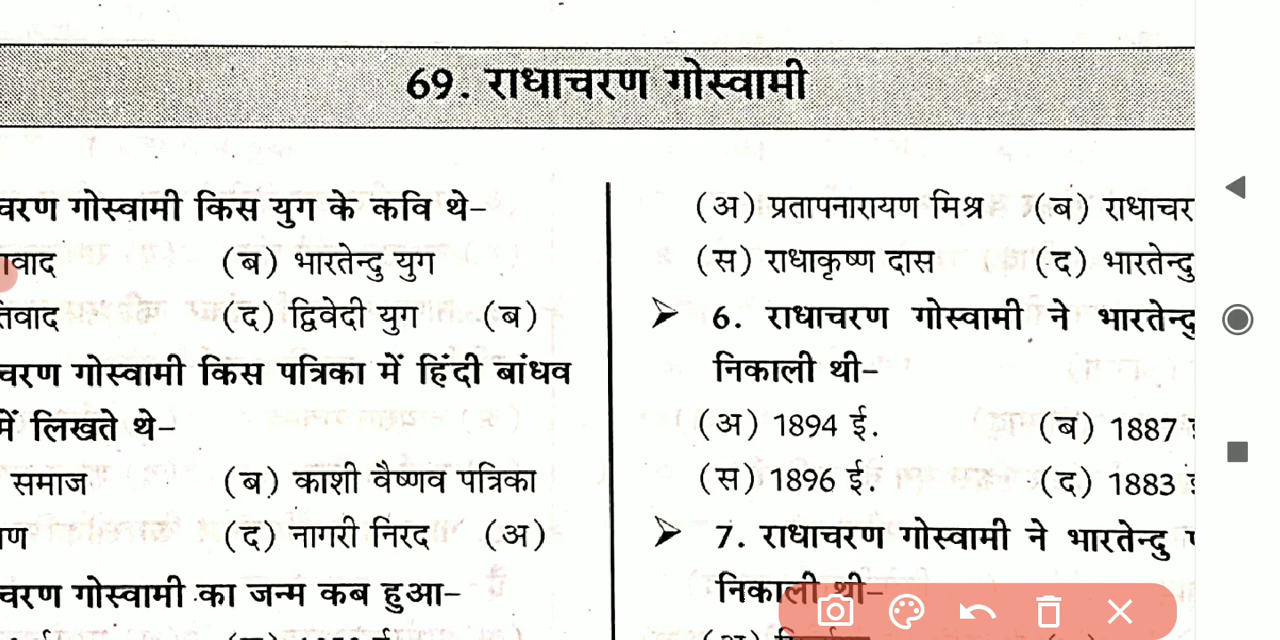 69. राधाचरण गोस्वामी
चरण गोस्वामी किस युग के कवि थे–
(ब) भारतेन्दु युग
(द) द्विवेदी युग (ब)
चरण गोस्वामी किस पत्रिका में हिंदी बांधव
में लिखते थे–
समाज (ब) काशी वैष्णव पत्रिका
(द) नागरी निरद (अ)
चरण गोस्वामी का जन्म कब हुआ–
(अ) प्रतापनारायण मिश्र (ब) राधाचर
(स) राधाकृष्ण दास (द) भारतेन्दु
➤ 6. राधाचरण गोस्वामी ने भारतेन्दु
निकाली थी–
(अ) 1894 ई. (ब) 1887
(स) 1896 ई. (द) 1883
➤ 7. राधाचरण गोस्वामी ने भारतेन्दु
निकाली थी–